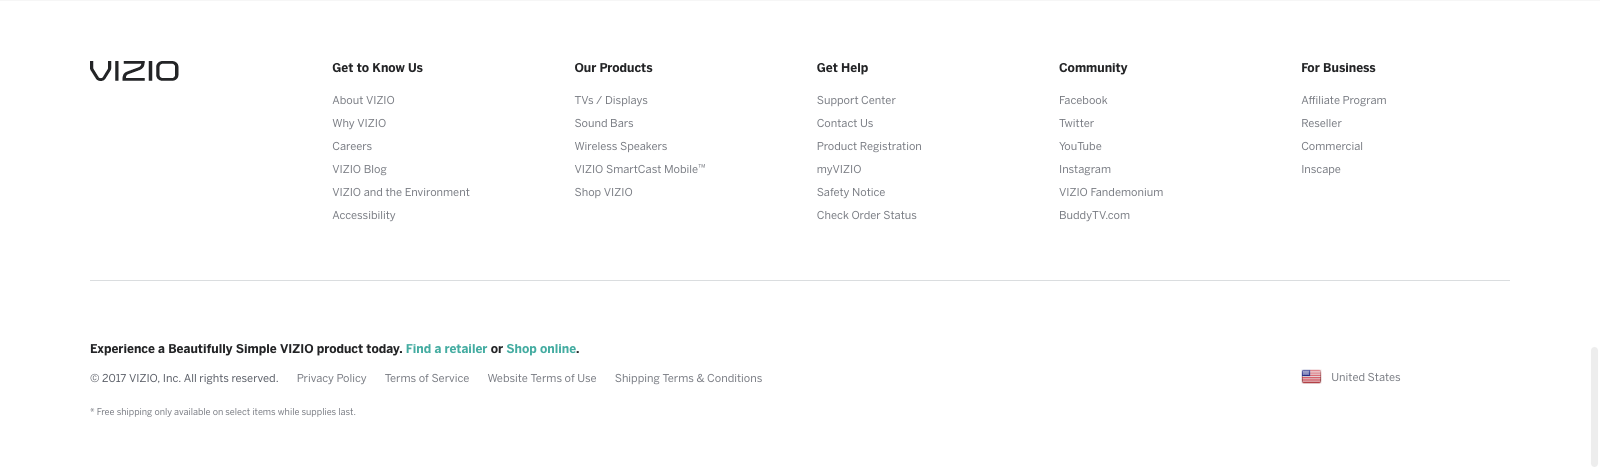 VIZIO
Get to Know Us
About VIZIO
Why VIZIO
Careers
VIZIO Blog
VIZIO and the Environment
Accessibility
Our Products
TVs / Displays
Sound Bars
Wireless Speakers
VIZIO SmartCast Mobile™
Shop VIZIO
Get Help
Support Center
Contact Us
Product Registration
myVIZIO
Safety Notice
Check Order Status
Community
Facebook
Twitter
YouTube
Instagram
VIZIO Fandemonium
BuddyTV.com
For Business
Affiliate Program
Reseller
Commercial
Inscape
Experience a Beautifully Simple VIZIO product today. Find a retailer or Shop online.
© 2017 VIZIO, Inc. All rights reserved. Privacy Policy Terms of Service Website Terms of Use Shipping Terms & Conditions
United States
* Free shipping only available on select items while supplies last.